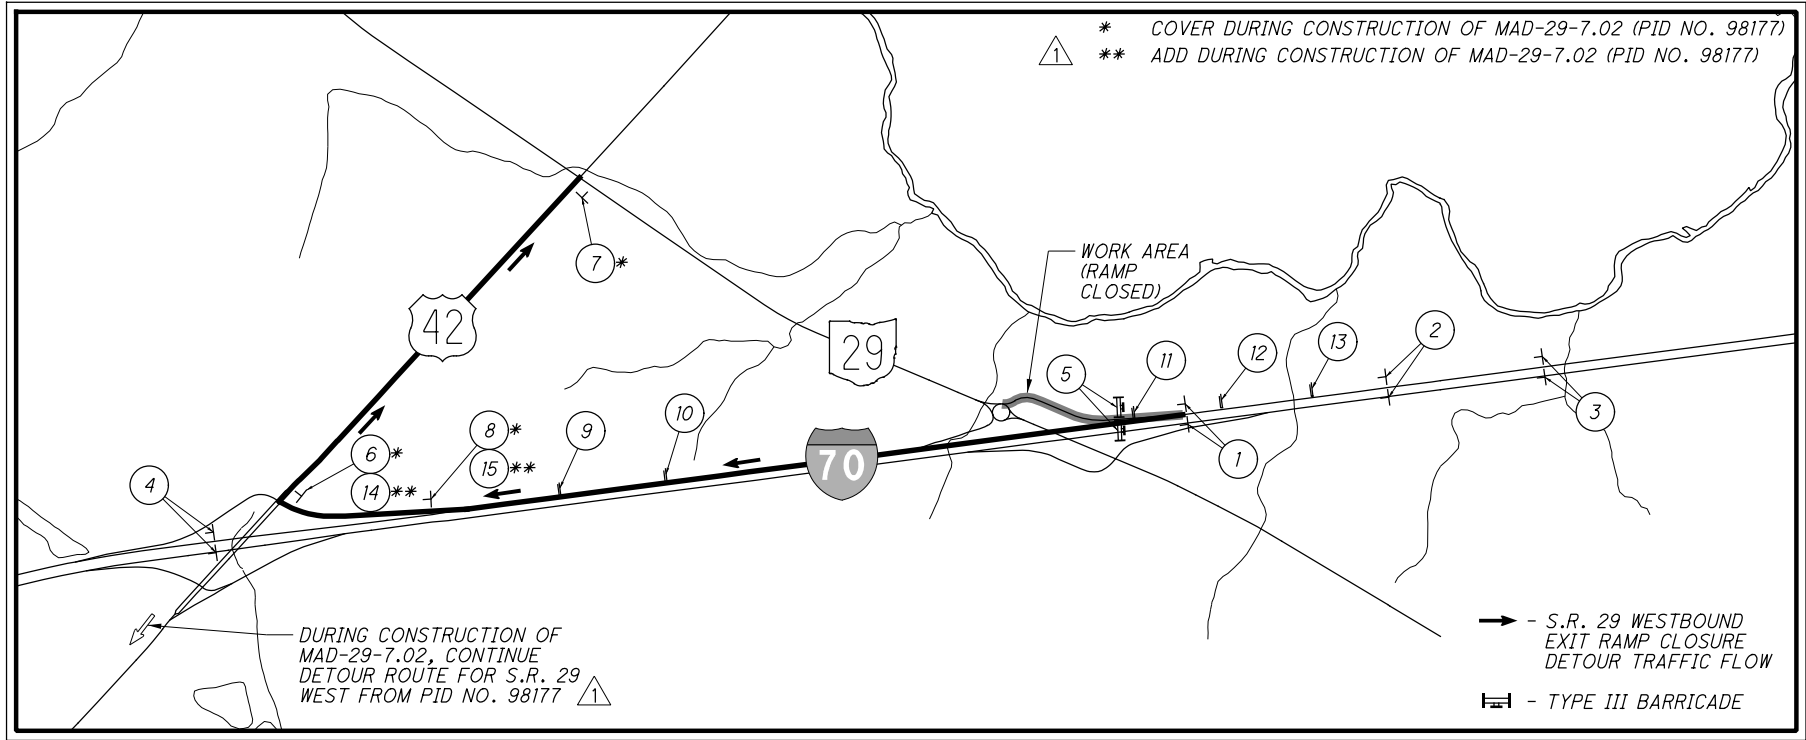 * COVER DURING CONSTRUCTION OF MAD-29-7.02 (PID NO. 98177)
1 ** ADD DURING CONSTRUCTION OF MAD-29-7.02 (PID NO. 98177)
WORK AREA
(RAMP
CLOSED)
7*
42
29
13
2
12
11
5
3
10
9
8*
15**
6*
14**
4
1
70
DURING CONSTRUCTION OF
MAD-29-7.02, CONTINUE
DETOUR ROUTE FOR S.R. 29
WEST FROM PID NO. 98177 1
- S.R. 29 WESTBOUND
EXIT RAMP CLOSURE
DETOUR TRAFFIC FLOW
- TYPE III BARRICADE